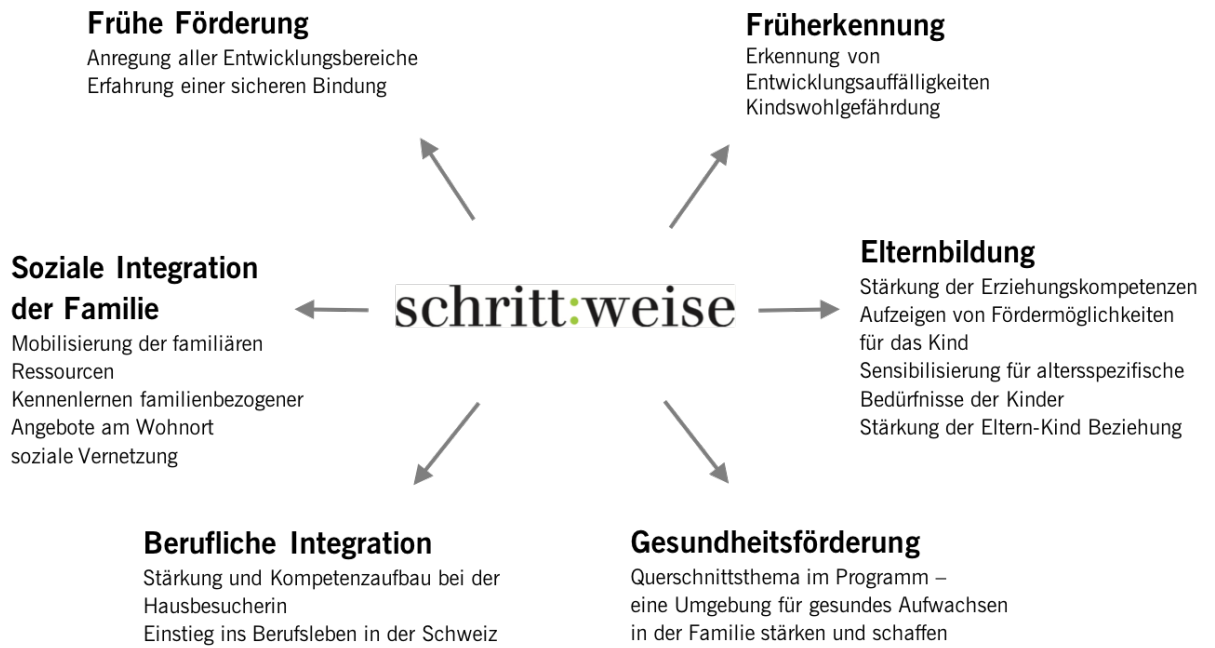 Frühe Förderung
Anregung aller Entwicklungsbereiche
Erfahrung einer sicheren Bindung
Früherkennung
Erkennung von
Entwicklungsauffälligkeiten
Kindswohlgefährdung
Soziale Integration
der Familie
Mobilisierung der familiären
Ressourcen
Kennenlernen familienbezogener
Angebote am Wohnort
soziale Vernetzung
schritt:weise
Elternbildung
Stärkung der Erziehungskompetenzen
Aufzeigen von Fördermöglichkeiten
für das Kind
Sensibilisierung für altersspezifische
Bedürfnisse der Kinder
Stärkung der Eltern-Kind Beziehung
Berufliche Integration
Stärkung und Kompetenzaufbau bei der
Hausbesucherin
Einstieg ins Berufsleben in der Schweiz
Gesundheitsförderung
Querschnittsthema im Programm –
eine Umgebung für gesundes Aufwachsen
in der Familie stärken und schaffen